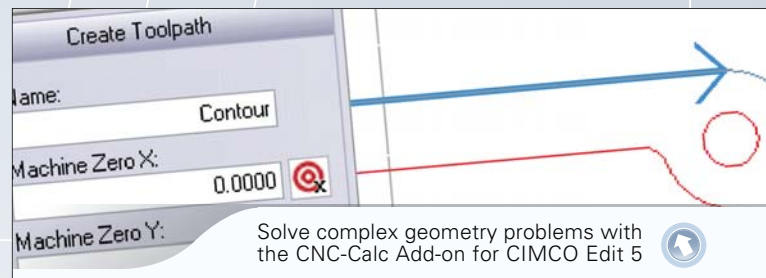 Create Toolpath
Name:
Contour
Machine Zero X:
0.0000
x
Machine Zero Y:
Solve complex geometry problems with
the CNC-Calc Add-on for CIMCO Edit 5